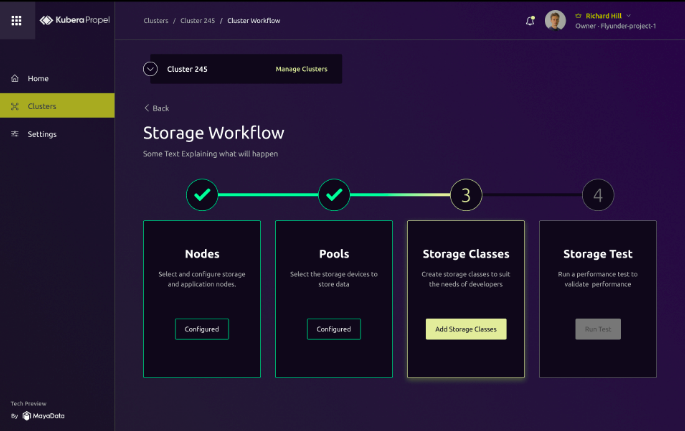 Kubera Propel
Clusters / Cluster 245 / Cluster Workflow
Richard Hill
Owner · Flyunder-project-1
Home
Clusters
Settings
Cluster 245
Manage Clusters
Back
Storage Workflow
Some Text Explaining what will happen
3
4
Nodes
Select and configure storage
and application nodes.
Configured
Pools
Select the storage devices to
store data
Configured
Storage Classes
Create storage classes to suit
the needs of developers
Add Storage Classes
Storage Test
Run a performance test to
validate performance
Run Test
Tech Preview
By MayaData